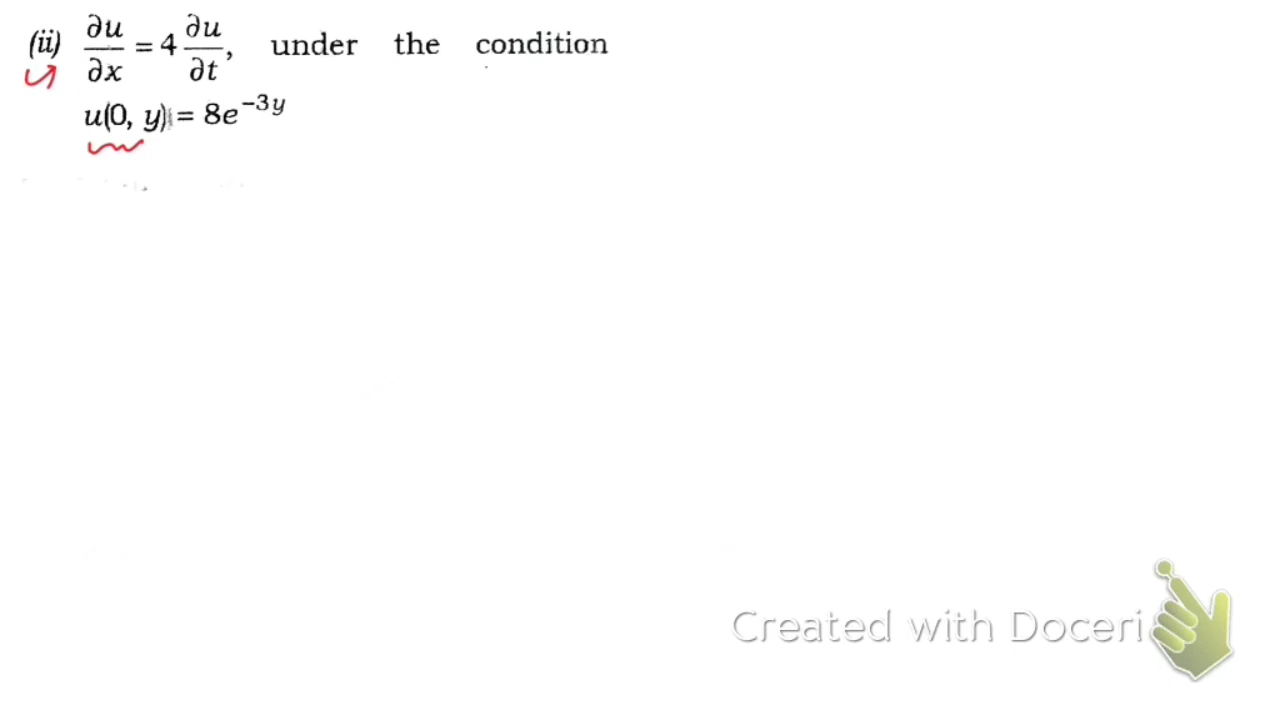 (ii) ∂u/∂x = 4 ∂u/∂t, under the condition
u(0, y) = 8e^{-3y}
Created with Doceri